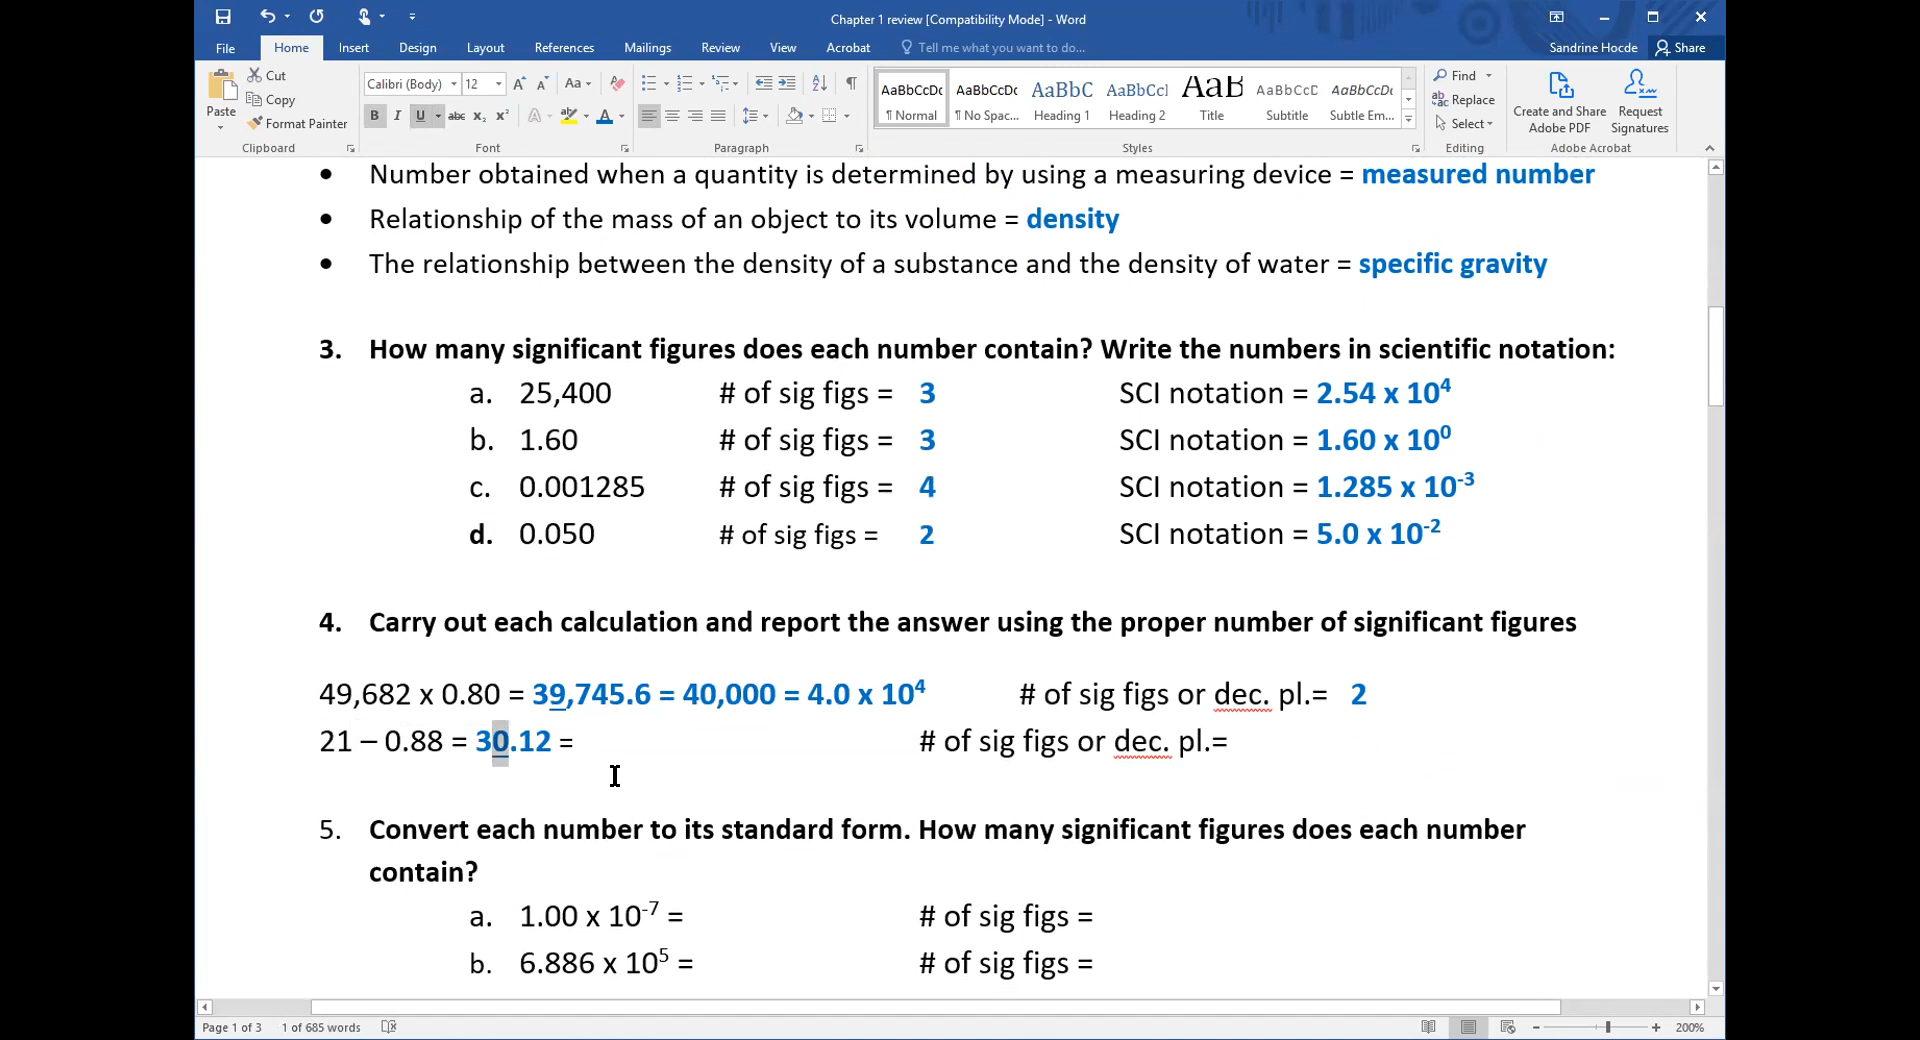 Chapter 1 review [Compatibility Mode] - Word
File Home Insert Design Layout References Mailings Review View Acrobat Tell me what you want to do... Sandrine Hocde Share
Paste
Cut
Copy
Format Painter
Clipboard
Calibri (Body) 12
Font
Paragraph
AaBbCcDc AaBbCcDc AaBbC AaBbCcI AaB AaBbCcD AaBbCcDc
¶ Normal ¶ No Spac... Heading 1 Heading 2 Title Subtitle Subtle Em...
Styles
Find
Replace
Select
Editing
Create and Share Adobe PDF
Request Signatures
Adobe Acrobat
• Number obtained when a quantity is determined by using a measuring device = measured number
• Relationship of the mass of an object to its volume = density
• The relationship between the density of a substance and the density of water = specific gravity
3. How many significant figures does each number contain? Write the numbers in scientific notation:
a. 25,400 # of sig figs = 3 SCI notation = 2.54 x 10⁴
b. 1.60 # of sig figs = 3 SCI notation = 1.60 x 10⁰
c. 0.001285 # of sig figs = 4 SCI notation = 1.285 x 10⁻³
d. 0.050 # of sig figs = 2 SCI notation = 5.0 x 10⁻²
4. Carry out each calculation and report the answer using the proper number of significant figures
49,682 x 0.80 = 39,745.6 = 40,000 = 4.0 x 10⁴ # of sig figs or dec. pl.= 2
21 – 0.88 = 30.12 = # of sig figs or dec. pl.=
5. Convert each number to its standard form. How many significant figures does each number
contain?
a. 1.00 x 10⁻⁷ = # of sig figs =
b. 6.886 x 10⁵ = # of sig figs =
Page 1 of 3 1 of 685 words 200%